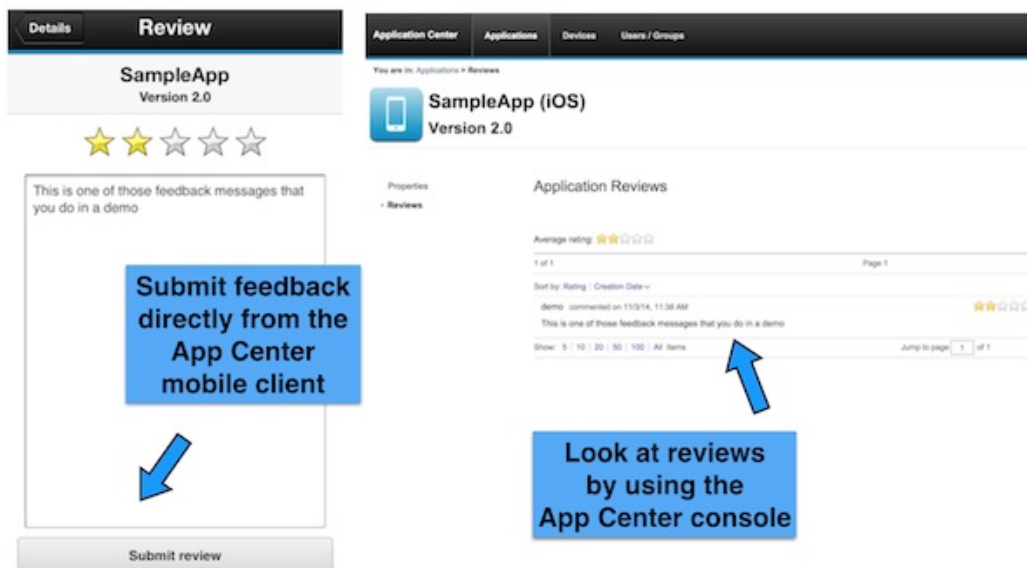 Details
Review
SampleApp
Version 2.0
This is one of those feedback messages that
you do in a demo
Submit feedback
directly from the
App Center
mobile client
Submit review
Application Center Applications Devices Users / Groups
You are in: Applications > Reviews
SampleApp (iOS)
Version 2.0
Properties
Reviews
Application Reviews
Average rating:
1 of 1 Page 1
Sort by: Rating | Creation Date
demo commented on 11/3/14, 11:38 AM
This is one of those feedback messages that you do in a demo
Show: 5 | 10 | 20 | 50 | 100 | All items Jump to page 1 of 1
Look at reviews
by using the
App Center console